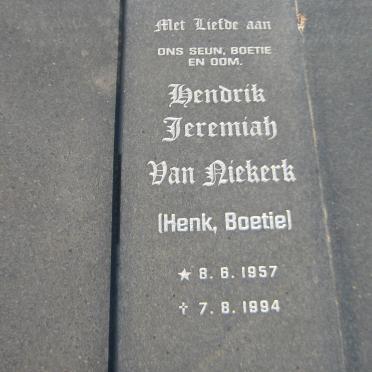 Met Liefde aan
ONS SEUN, BOETIE
EN OOM.
Hendrik
Jeremiah
Van Niekerk
(Henk, Boetie)
★ 8. 6. 1957
✝ 7. 8. 1994